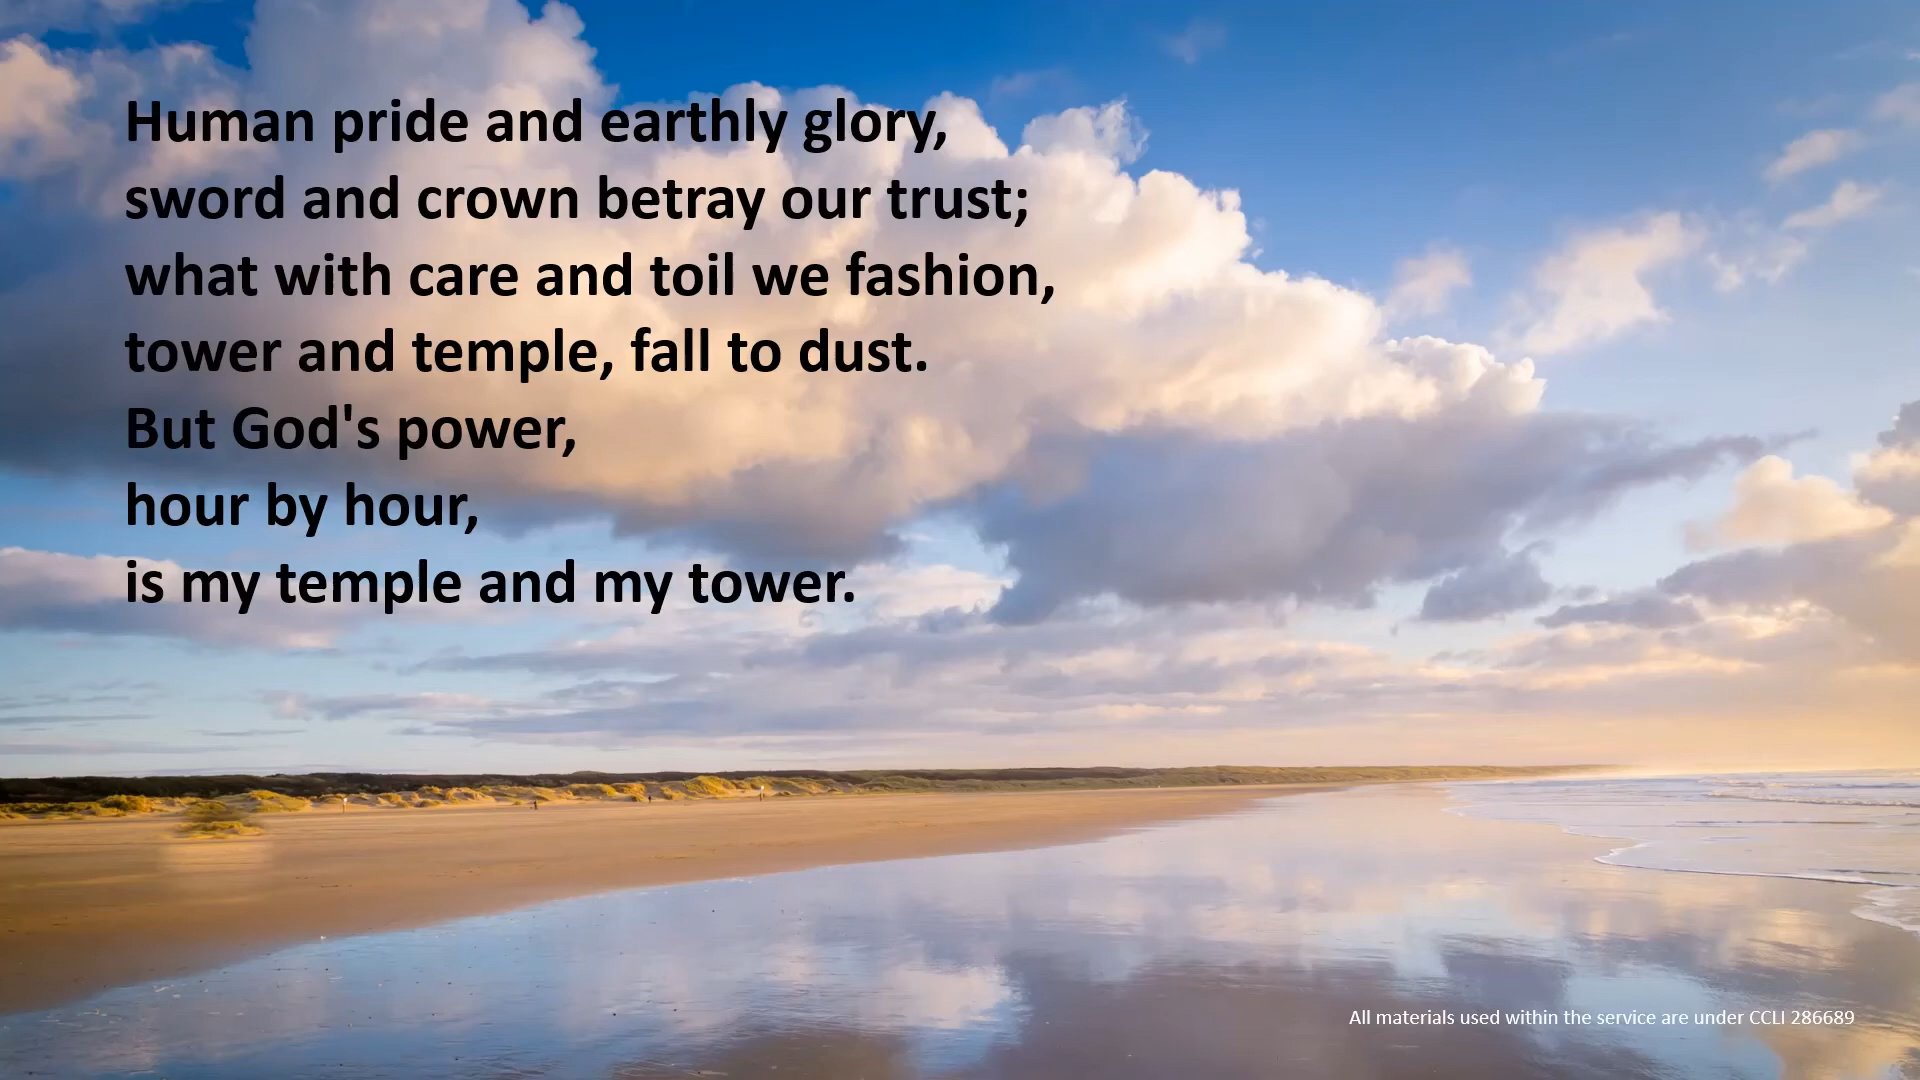 Human pride and earthly glory,
sword and crown betray our trust;
what with care and toil we fashion,
tower and temple, fall to dust.
But God's power,
hour by hour,
is my temple and my tower.
All materials used within the service are under CCLI 286689